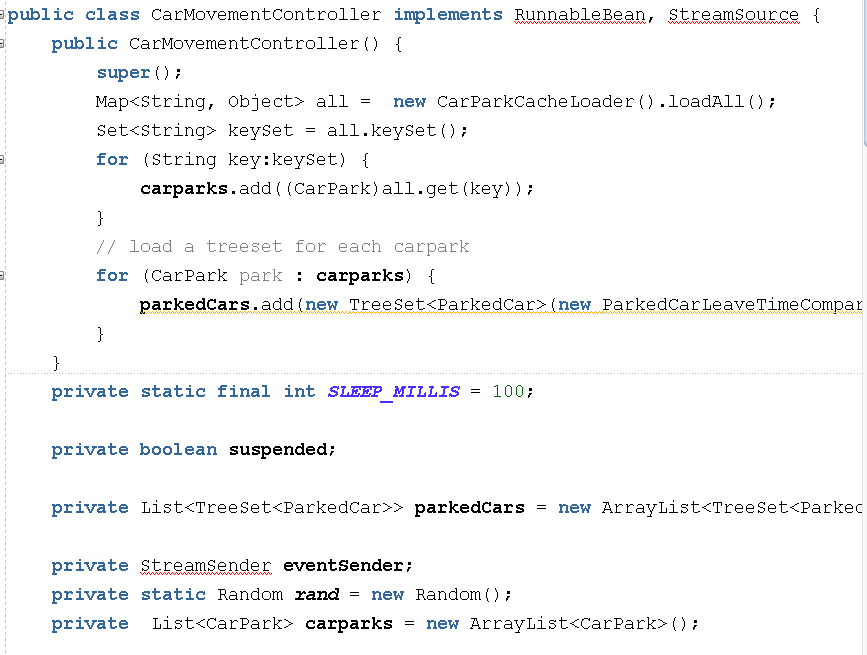 public class CarMovementController implements RunnableBean, StreamSource {
    public CarMovementController() {
        super();
        Map<String, Object> all =  new CarParkCacheLoader().loadAll();
        Set<String> keySet = all.keySet();
        for (String key:keySet) {
            carparks.add((CarPark)all.get(key));
        }
        // load a treeset for each carpark
        for (CarPark park : carparks) {
            parkedCars.add(new TreeSet<ParkedCar>(new ParkedCarLeaveTimeCompar
        }
    }
    private static final int SLEEP_MILLIS = 100;
    private boolean suspended;
    private List<TreeSet<ParkedCar>> parkedCars = new ArrayList<TreeSet<Parked
    private StreamSender eventSender;
    private static Random rand = new Random();
    private  List<CarPark> carparks = new ArrayList<CarPark>();